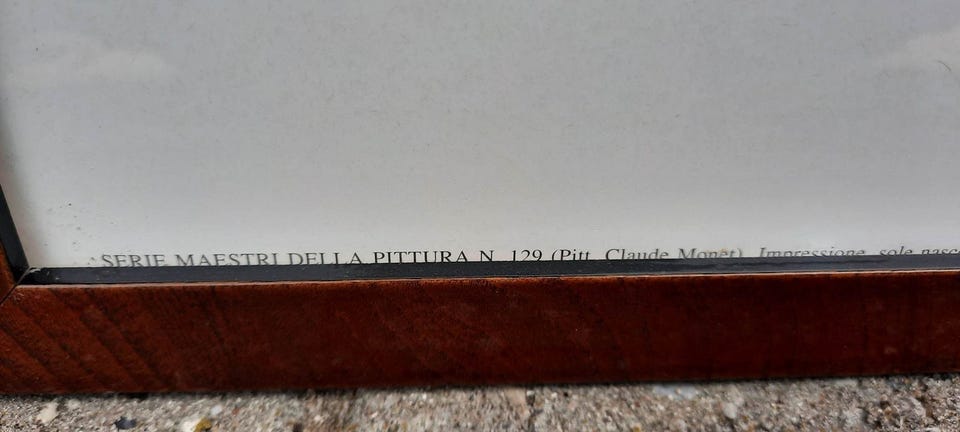 SERIE MAESTRI DELLA PITTURA N. 129 (Pitt. Claude Monet). Impressione, sole